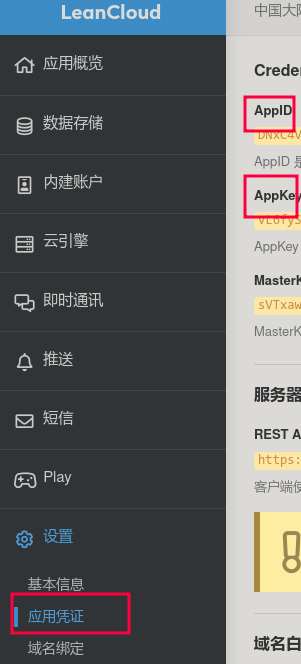 LeanCloud
应用概览
数据存储
内建账户
云引擎
即时通讯
推送
短信
Play
设置
基本信息
应用凭证
域名绑定
中国大陆
Creden
AppID
DNxC4V
AppID 是
AppKey
VL6fyS
AppKey
MasterK
sVTxaw
MasterK
服务器
REST A
https:
客户端使
域名白